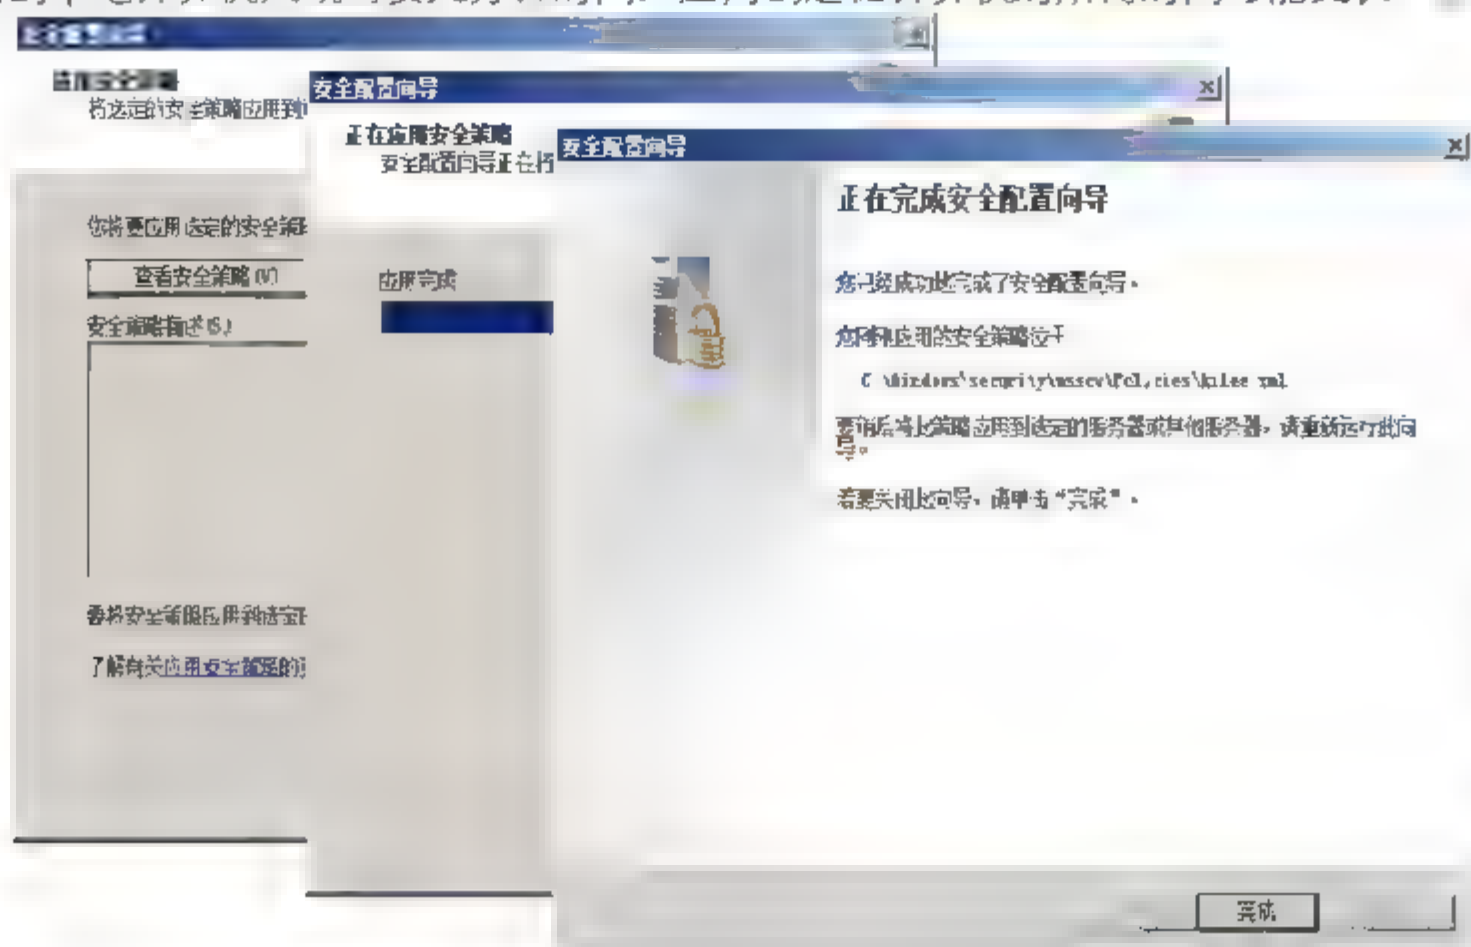 安全配置向导
选择安全策略
将选定的安全策略应用到
您将要应用选定的安全策略
查看安全策略(V)
安全策略描述(S)
要将安全策略应用到选定
了解有关应用安全策略的
安全配置向导
正在应用安全策略
安全配置向导正在
应用完成
安全配置向导
正在完成安全配置向导
您已经成功地完成了安全配置向导。
您刚刚应用的安全策略位于
要稍后将此策略应用到选定的服务器或其他服务器，请重新运行此向
导。
若要关闭此向导，请单击“完成”。
完成